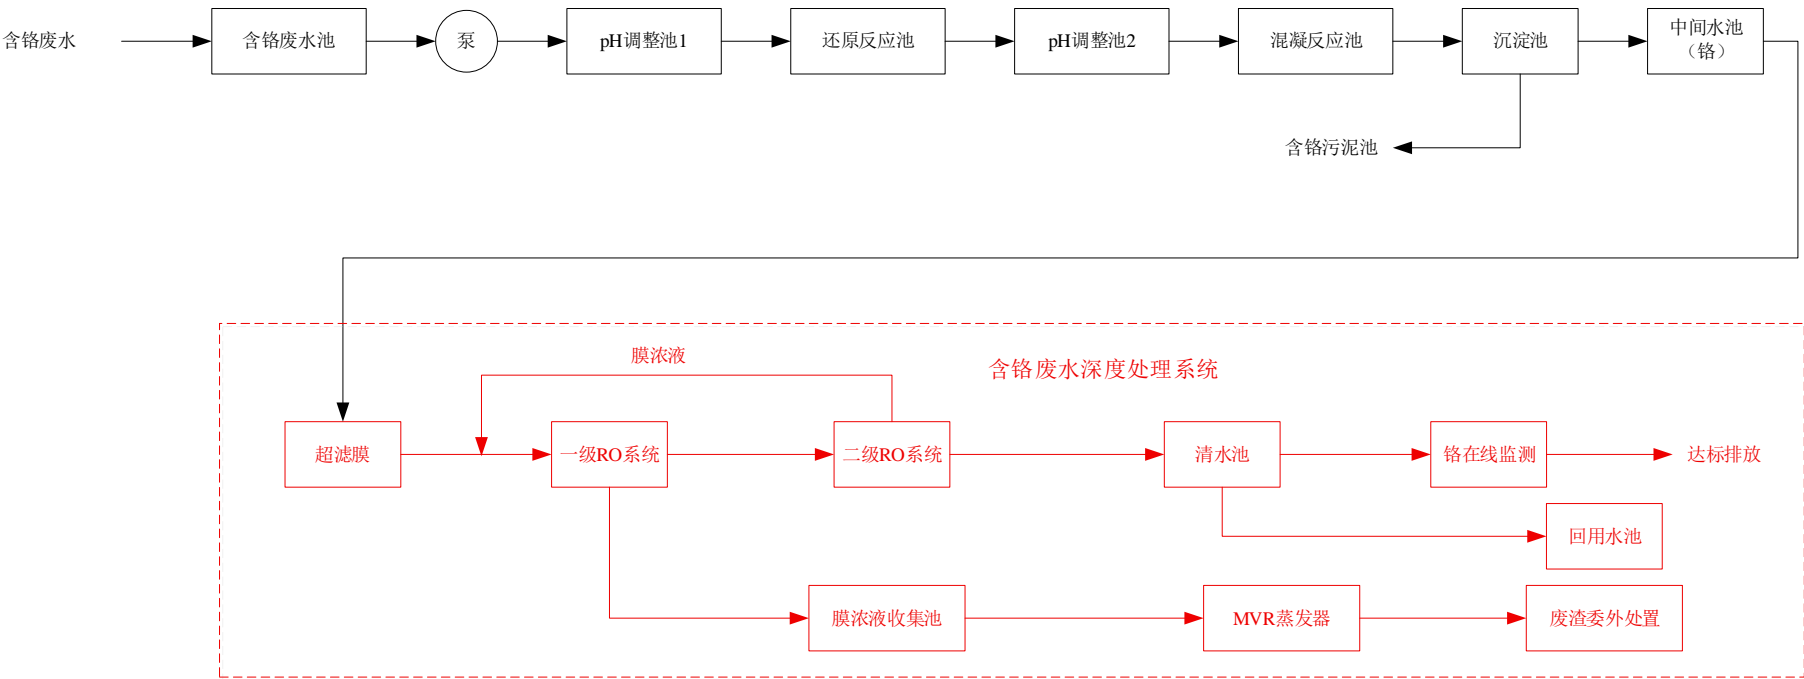 含铬废水
含铬废水池
泵
pH调整池1
还原反应池
pH调整池2
混凝反应池
沉淀池
中间水池
（铬）
含铬污泥池
膜浓液
含铬废水深度处理系统
超滤膜
一级RO系统
二级RO系统
清水池
铬在线监测
达标排放
回用水池
膜浓液收集池
MVR蒸发器
废渣委外处置